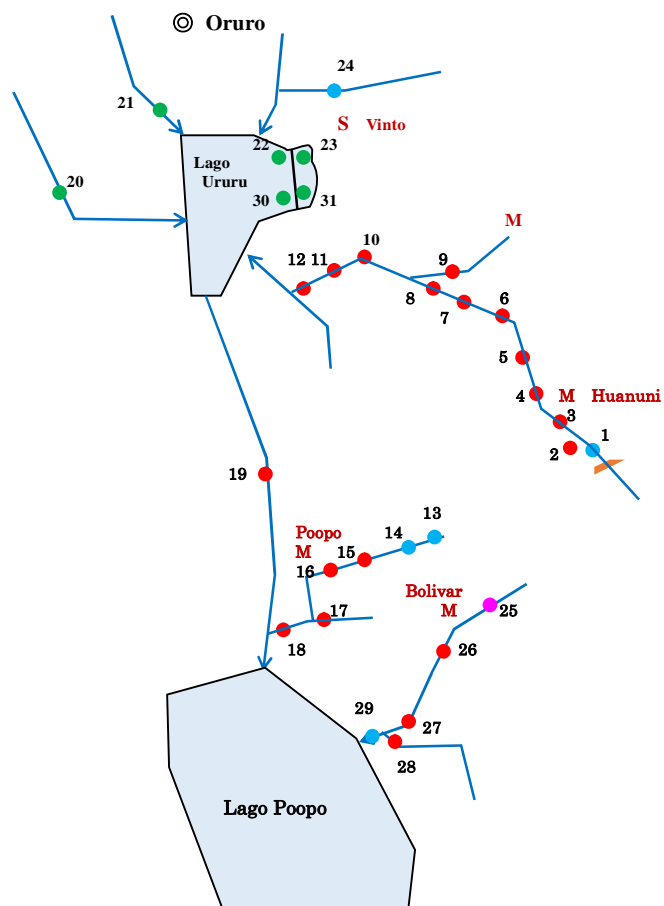 Oruro
24
21
S Vinto
22 23
Lago
Ururu
20
30 31
M
10
12 11 9
8
7 6
5
4 M Huanuni
3
1
2
19
13
Poopo 14
M 15
16
Bolivar
M 25
17
18 26
29
27
28
Lago Poopo